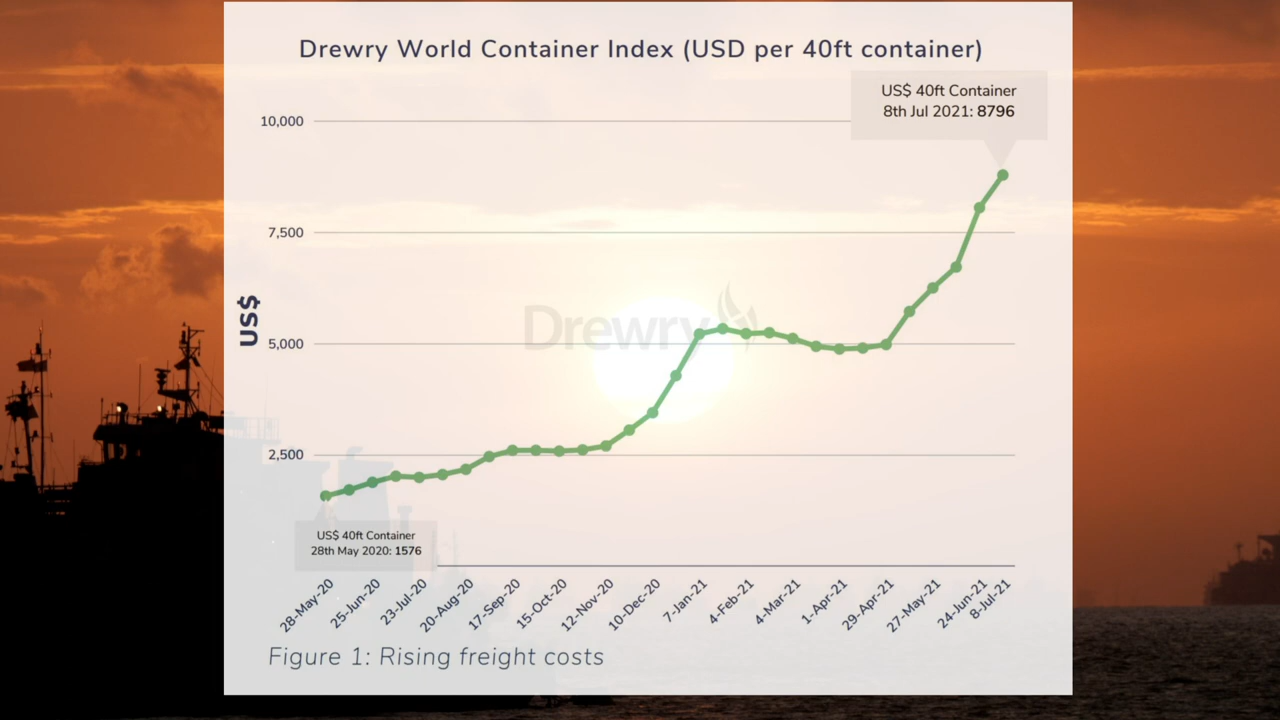 Drewry World Container Index (USD per 40ft container)
US$ 40ft Container
8th Jul 2021: 8796
10,000
7,500
5,000
2,500
US$
Drewry
US$ 40ft Container
28th May 2020: 1576
28-May-20
25-Jun-20
23-Jul-20
20-Aug-20
17-Sep-20
15-Oct-20
12-Nov-20
10-Dec-20
7-Jan-21
4-Feb-21
4-Mar-21
1-Apr-21
29-Apr-21
27-May-21
24-Jun-21
8-Jul-21
Figure 1: Rising freight costs